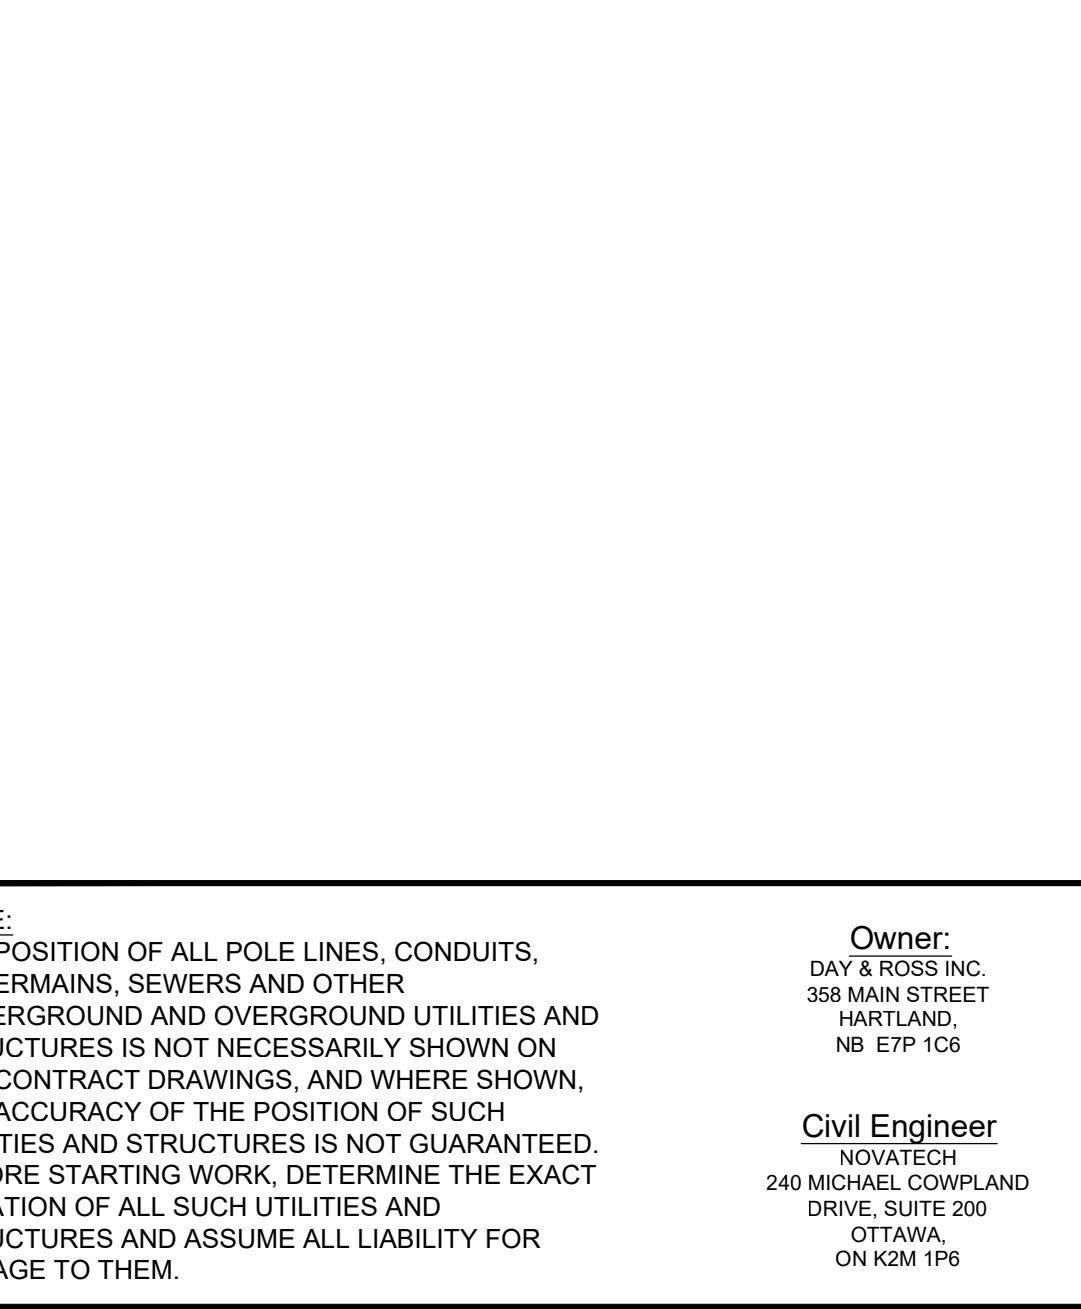 E:
POSITION OF ALL POLE LINES, CONDUITS,
ERMAINS, SEWERS AND OTHER
ERGROUND AND OVERGROUND UTILITIES AND
UCTURES IS NOT NECESSARILY SHOWN ON
CONTRACT DRAWINGS, AND WHERE SHOWN,
ACCURACY OF THE POSITION OF SUCH
TIES AND STRUCTURES IS NOT GUARANTEED.
ORE STARTING WORK, DETERMINE THE EXACT
ATION OF ALL SUCH UTILITIES AND
UCTURES AND ASSUME ALL LIABILITY FOR
AGE TO THEM.
Owner:
DAY & ROSS INC.
358 MAIN STREET
HARTLAND,
NB E7P 1C6
Civil Engineer
NOVATECH
240 MICHAEL COWPLAND
DRIVE, SUITE 200
OTTAWA,
ON K2M 1P6